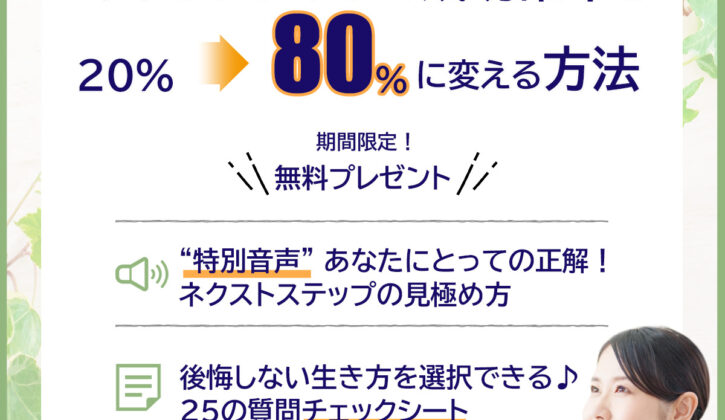 20% 80%に変える方法
期間限定！
無料プレゼント
“特別音声” あなたにとっての正解！
ネクストステップの見極め方
後悔しない生き方を選択できる♪
25の質問チェックシート